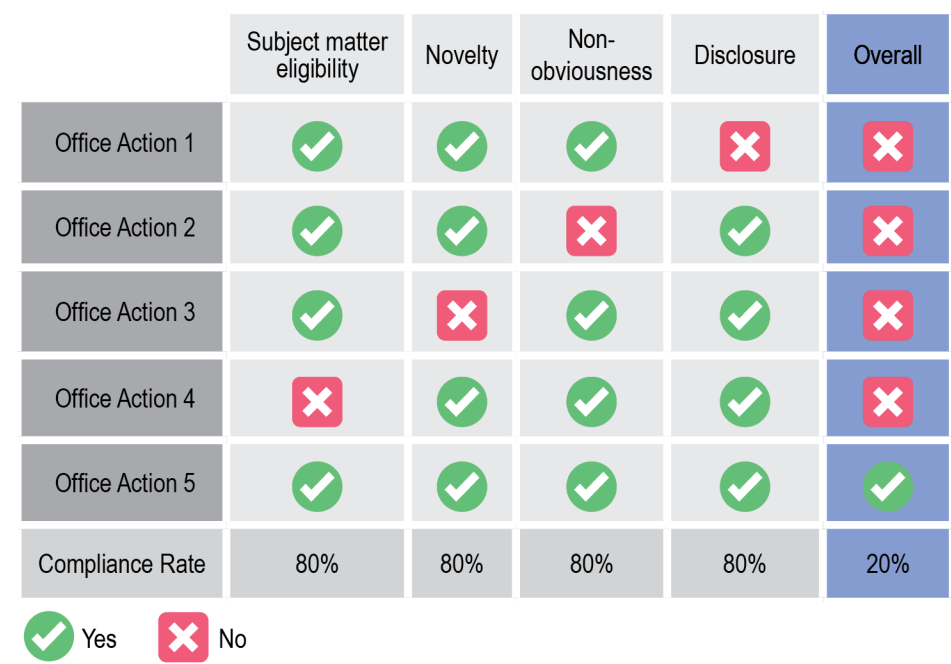 Subject matter
eligibility
Novelty
Non-
obviousness
Disclosure
Overall
Office Action 1
Office Action 2
Office Action 3
Office Action 4
Office Action 5
Compliance Rate
80%
80%
80%
80%
20%
Yes
No